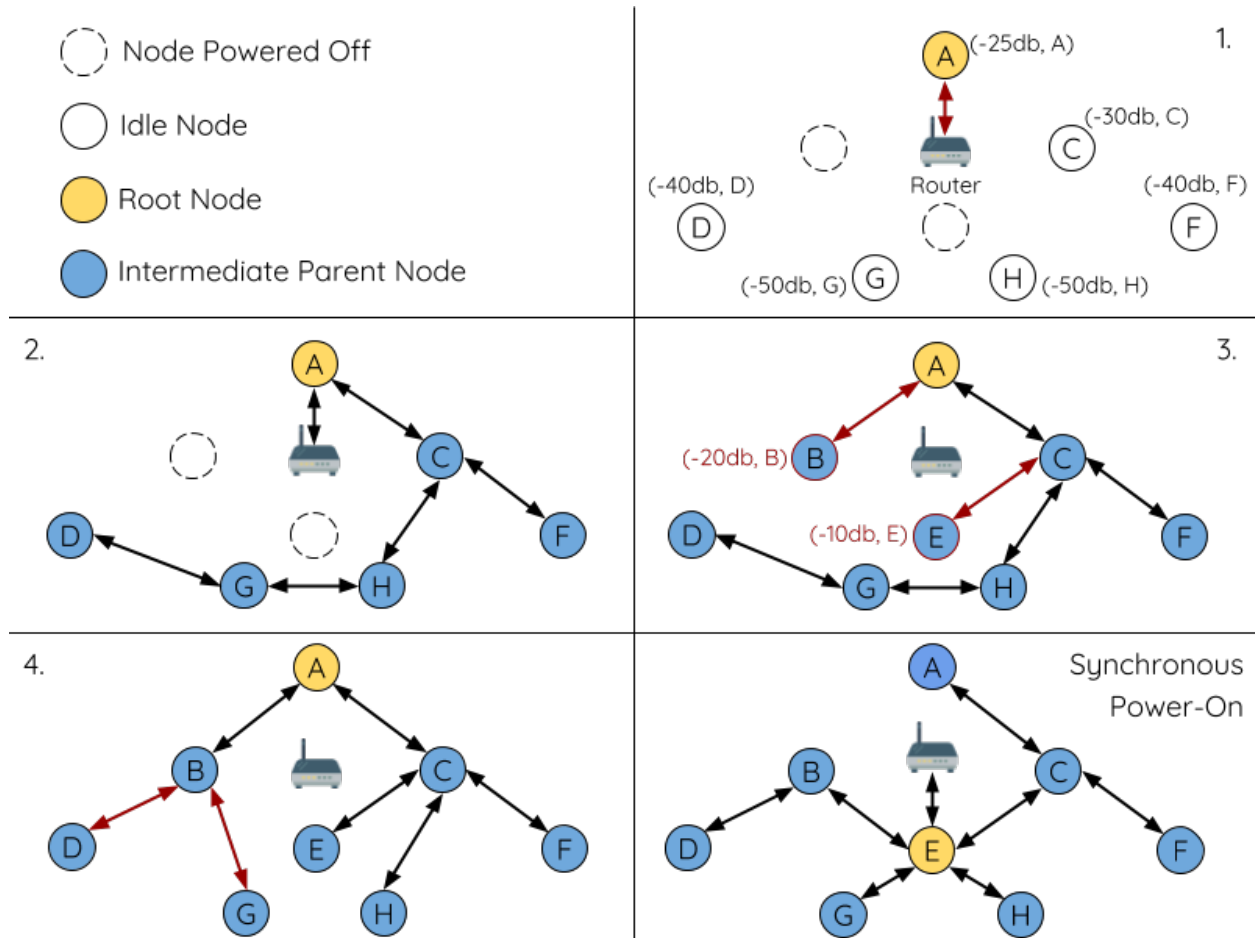 Node Powered Off
Idle Node
Root Node
Intermediate Parent Node
1.
A
(-25db, A)
(-30db, C)
C
Router
(-40db, D)
D
(-40db, F)
F
(-50db, G)
G
H
(-50db, H)
2.
A
C
D
F
G
H
3.
A
(-20db, B)
B
C
D
(-10db, E)
E
F
G
H
4.
A
B
C
D
E
F
G
H
Synchronous
Power-On
A
B
C
D
E
F
G
H